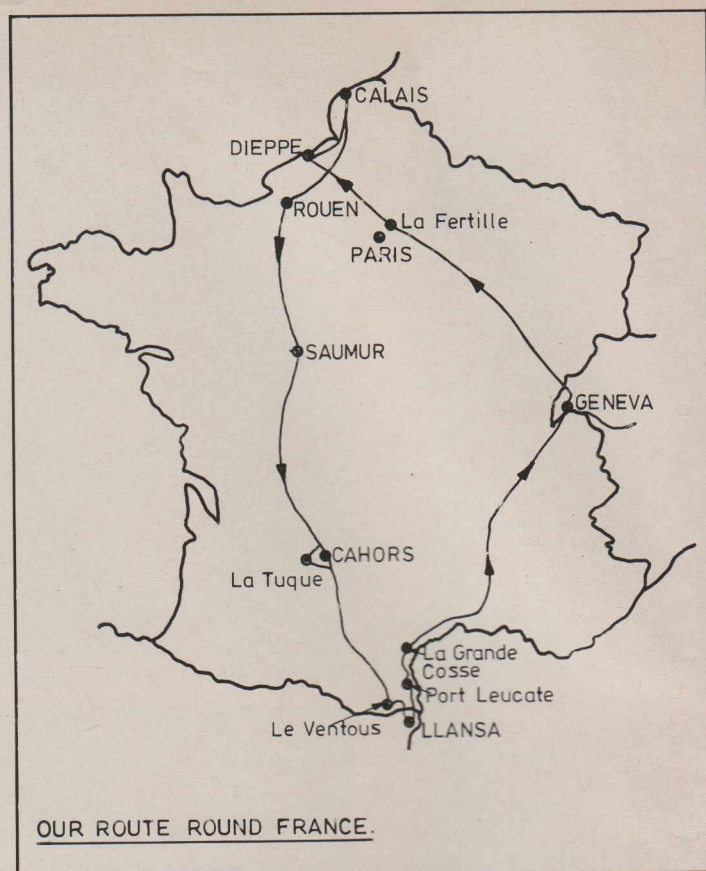 CALAIS
DIEPPE
ROUEN
La Fertille
PARIS
SAUMUR
GENEVA
CAHORS
La Tuque
La Grande
Cosse
Port Leucate
Le Ventous
LLANSA
OUR ROUTE ROUND FRANCE.